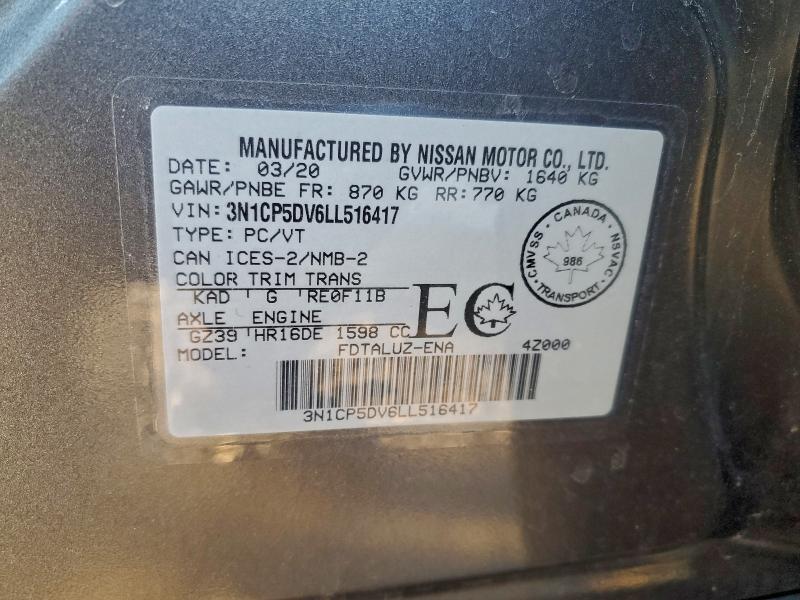 MANUFACTURED BY NISSAN MOTOR CO., LTD.
DATE: 03/20 GVWR/PNBV: 1640 KG
GAWR/PNBE FR: 870 KG RR: 770 KG
VIN: 3N1CP5DV6LL516417
TYPE: PC/VT
CAN ICES-2/NMB-2
COLOR TRIM TRANS
KAD G RE0F11B
AXLE ENGINE
GZ39 HR16DE 1598 CC
MODEL: FDTALUZ-ENA 4Z000
3N1CP5DV6LL516417
EC
CANADA
CMVSS NSVAC
986
TRANSPORT